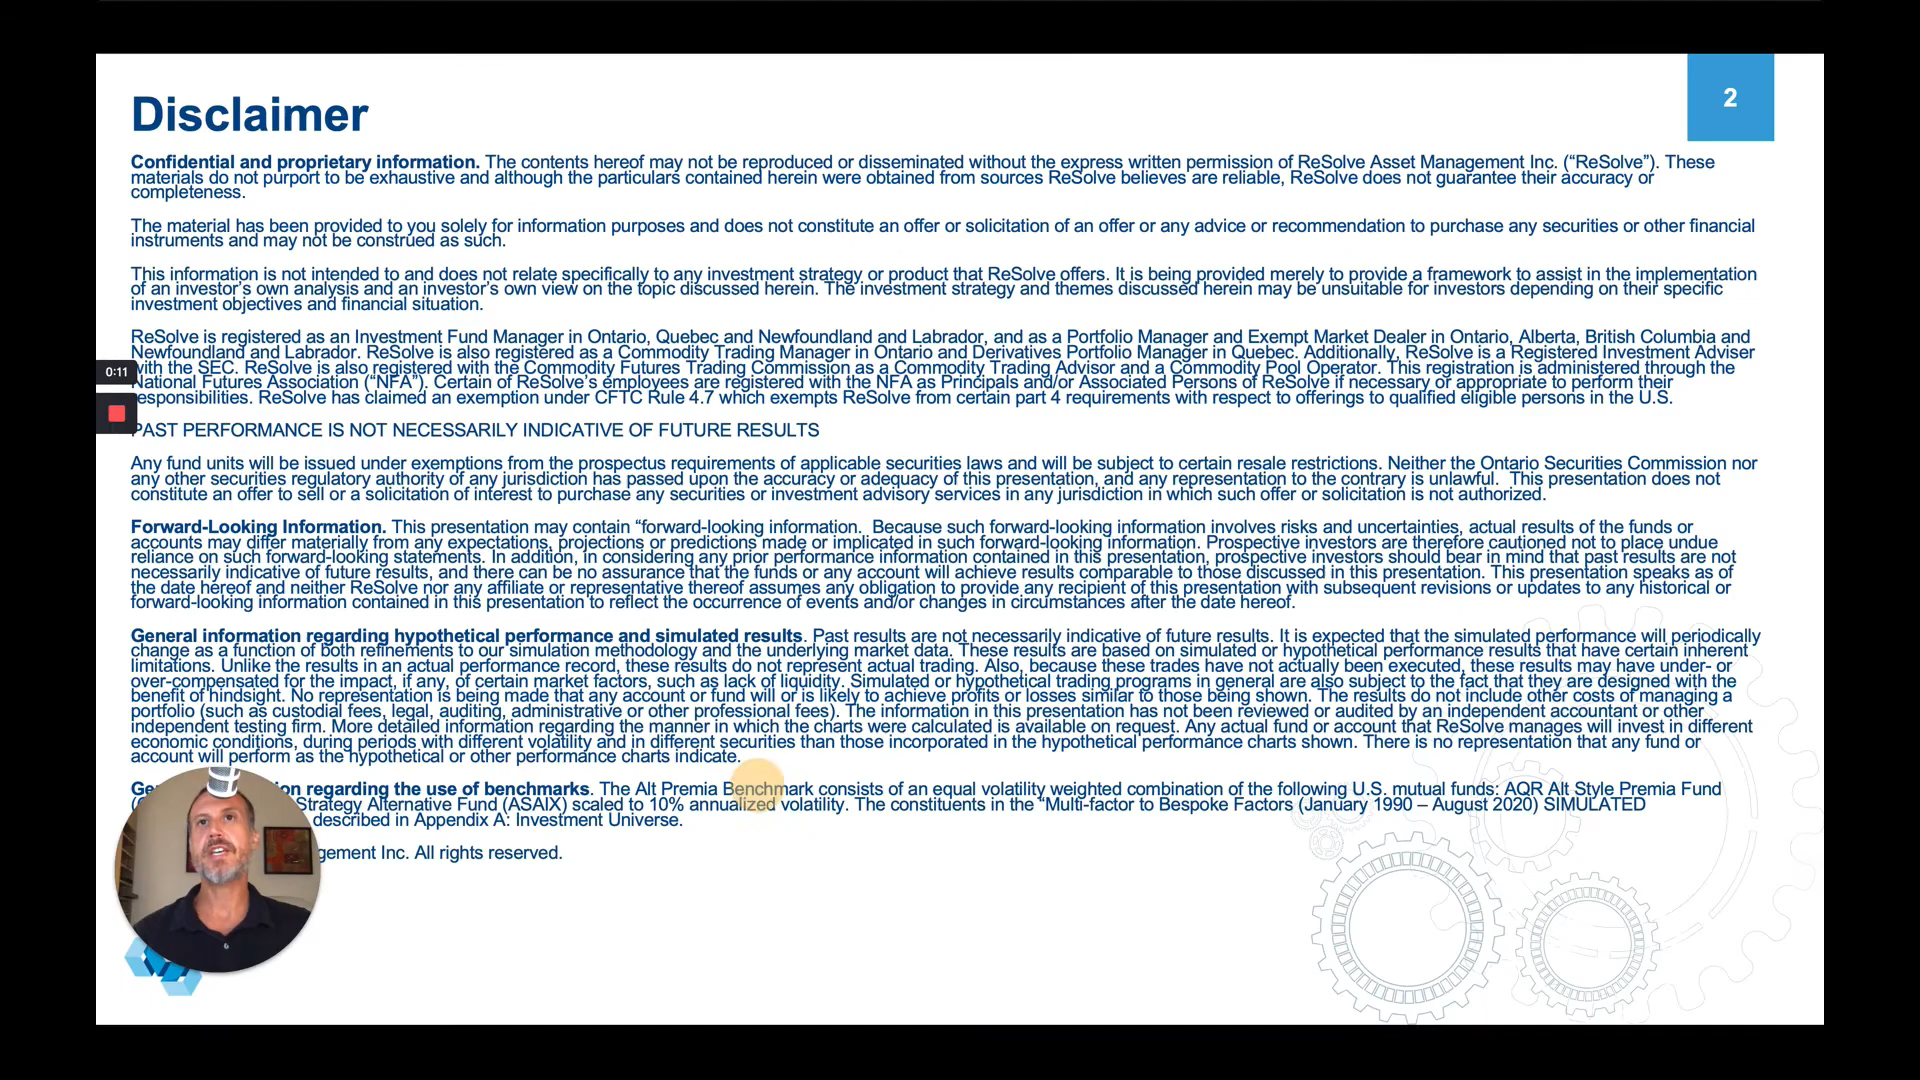 Disclaimer
2
Confidential and proprietary information. The contents hereof may not be reproduced or disseminated without the express written permission of ReSolve Asset Management Inc. (“ReSolve”). These
materials do not purport to be exhaustive and although the particulars contained herein were obtained from sources ReSolve believes are reliable, ReSolve does not guarantee their accuracy or
completeness.
The material has been provided to you solely for information purposes and does not constitute an offer or solicitation of an offer or any advice or recommendation to purchase any securities or other financial
instruments and may not be construed as such.
This information is not intended to and does not relate specifically to any investment strategy or product that ReSolve offers. It is being provided merely to provide a framework to assist in the implementation
of an investor’s own analysis and an investor’s own view on the topic discussed herein. The investment strategy and themes discussed herein may be unsuitable for investors depending on their specific
investment objectives and financial situation.
ReSolve is registered as an Investment Fund Manager in Ontario, Quebec and Newfoundland and Labrador, and as a Portfolio Manager and Exempt Market Dealer in Ontario, Alberta, British Columbia and
Newfoundland and Labrador. ReSolve is also registered as a Commodity Trading Manager in Ontario and Derivatives Portfolio Manager in Quebec. Additionally, ReSolve is a Registered Investment Adviser
with the SEC. ReSolve is also registered with the Commodity Futures Trading Commission as a Commodity Trading Advisor and a Commodity Pool Operator. This registration is administered through the
0:11
National Futures Association (“NFA”). Certain of ReSolve’s employees are registered with the NFA as Principals and/or Associated Persons of ReSolve if necessary or appropriate to perform their
responsibilities. ReSolve has claimed an exemption under CFTC Rule 4.7 which exempts ReSolve from certain part 4 requirements with respect to offerings to qualified eligible persons in the U.S.
PAST PERFORMANCE IS NOT NECESSARILY INDICATIVE OF FUTURE RESULTS
Any fund units will be issued under exemptions from the prospectus requirements of applicable securities laws and will be subject to certain resale restrictions. Neither the Ontario Securities Commission nor
any other securities regulatory authority of any jurisdiction has passed upon the accuracy or adequacy of this presentation, and any representation to the contrary is unlawful. This presentation does not
constitute an offer to sell or a solicitation of interest to purchase any securities or investment advisory services in any jurisdiction in which such offer or solicitation is not authorized.
Forward-Looking Information. This presentation may contain “forward-looking information. Because such forward-looking information involves risks and uncertainties, actual results of the funds or
accounts may differ materially from any expectations, projections or predictions made or implicated in such forward-looking information. Prospective investors are therefore cautioned not to place undue
reliance on such forward-looking statements. In addition, in considering any prior performance information contained in this presentation, prospective investors should bear in mind that past results are not
necessarily indicative of future results, and there can be no assurance that the funds or any account will achieve results comparable to those discussed in this presentation. This presentation speaks as of
the date hereof and neither ReSolve nor any affiliate or representative thereof assumes any obligation to provide any recipient of this presentation with subsequent revisions or updates to any historical or
forward-looking information contained in this presentation to reflect the occurrence of events and/or changes in circumstances after the date hereof.
General information regarding hypothetical performance and simulated results. Past results are not necessarily indicative of future results. It is expected that the simulated performance will periodically
change as a function of both refinements to our simulation methodology and the underlying market data. These results are based on simulated or hypothetical performance results that have certain inherent
limitations. Unlike the results in an actual performance record, these results do not represent actual trading. Also, because these trades have not actually been executed, these results may have under- or
over-compensated for the impact, if any, of certain market factors, such as lack of liquidity. Simulated or hypothetical trading programs in general are also subject to the fact that they are designed with the
benefit of hindsight. No representation is being made that any account or fund will or is likely to achieve profits or losses similar to those being shown. The results do not include other costs of managing a
portfolio (such as custodial fees, legal, auditing, administrative or other professional fees). The information in this presentation has not been reviewed or audited by an independent accountant or other
independent testing firm. More detailed information regarding the manner in which the charts were calculated is available on request. Any actual fund or account that ReSolve manages will invest in different
economic conditions, during periods with different volatility and in different securities than those incorporated in the hypothetical performance charts shown. There is no representation that any fund or
account will perform as the hypothetical or other performance charts indicate.
regarding the use of benchmarks. The Alt Premia Benchmark consists of an equal volatility weighted combination of the following U.S. mutual funds: AQR Alt Style Premia Fund
Strategy Alternative Fund (ASAIX) scaled to 10% annualized volatility. The constituents in the “Multi-factor to Bespoke Factors (January 1990 – August 2020) SIMULATED
described in Appendix A: Investment Universe.
gement Inc. All rights reserved.